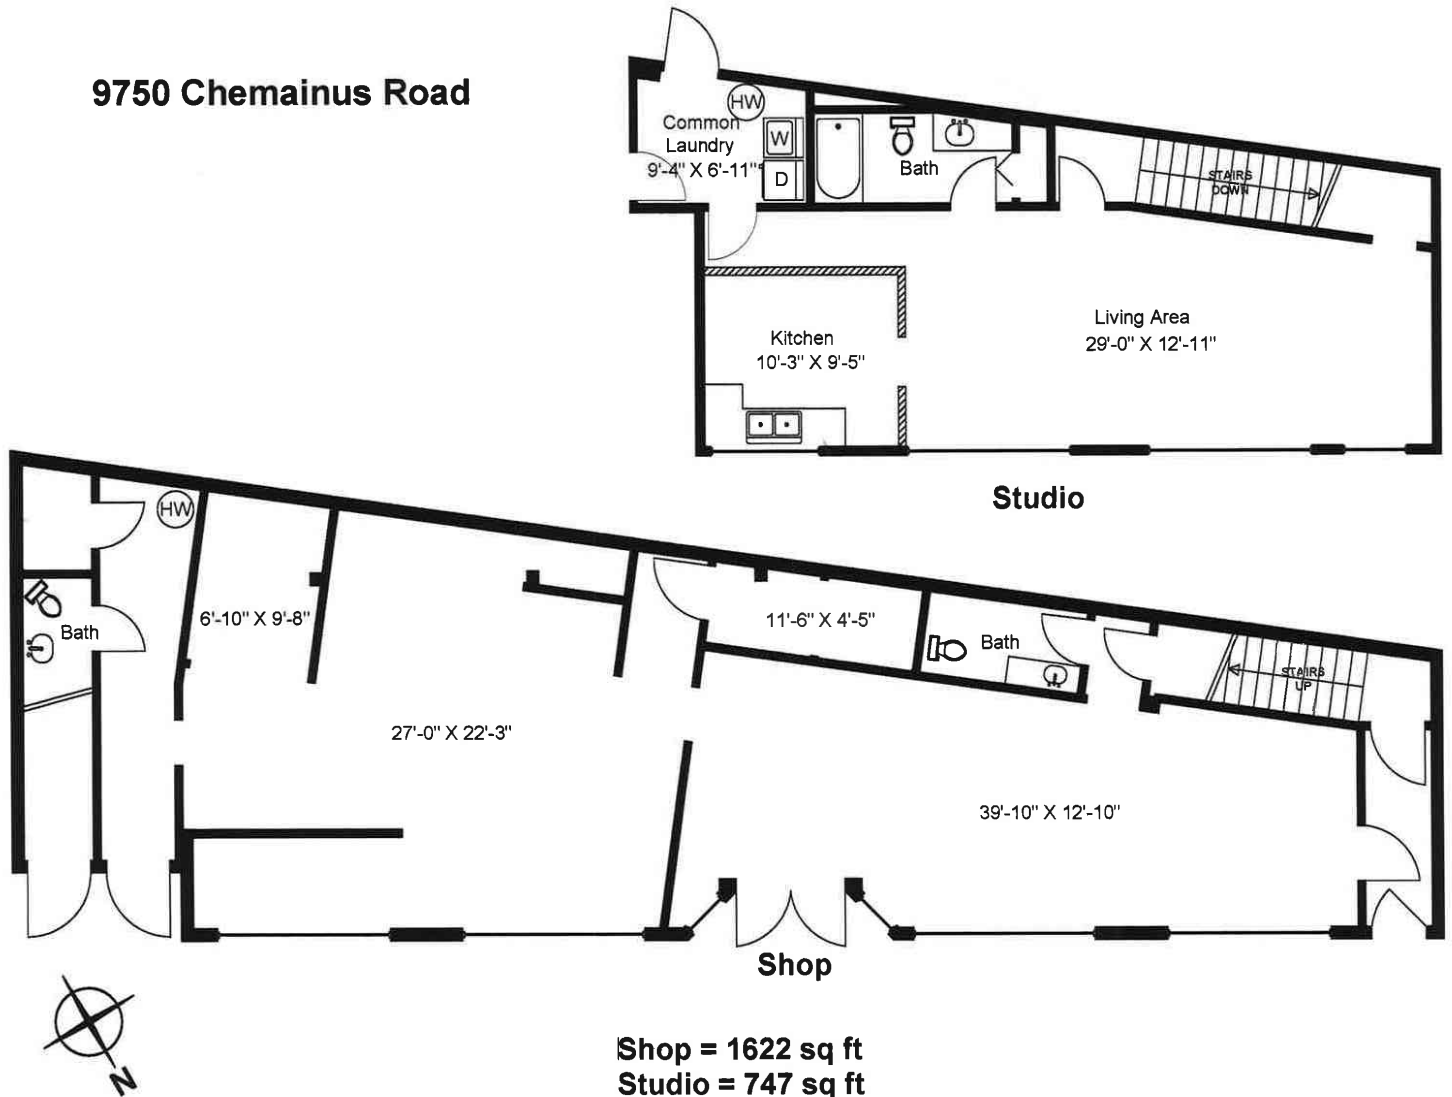 9750 Chemainus Road
HW
Common
Laundry
9'-4" X 6'-11"
W
D
Bath
STAIRS
DOWN
Kitchen
10'-3" X 9'-5"
Living Area
29'-0" X 12'-11"
Studio
HW
Bath
6'-10" X 9'-8"
27'-0" X 22'-3"
11'-6" X 4'-5"
Bath
STAIRS
UP
39'-10" X 12'-10"
Shop
N
Shop = 1622 sq ft
Studio = 747 sq ft